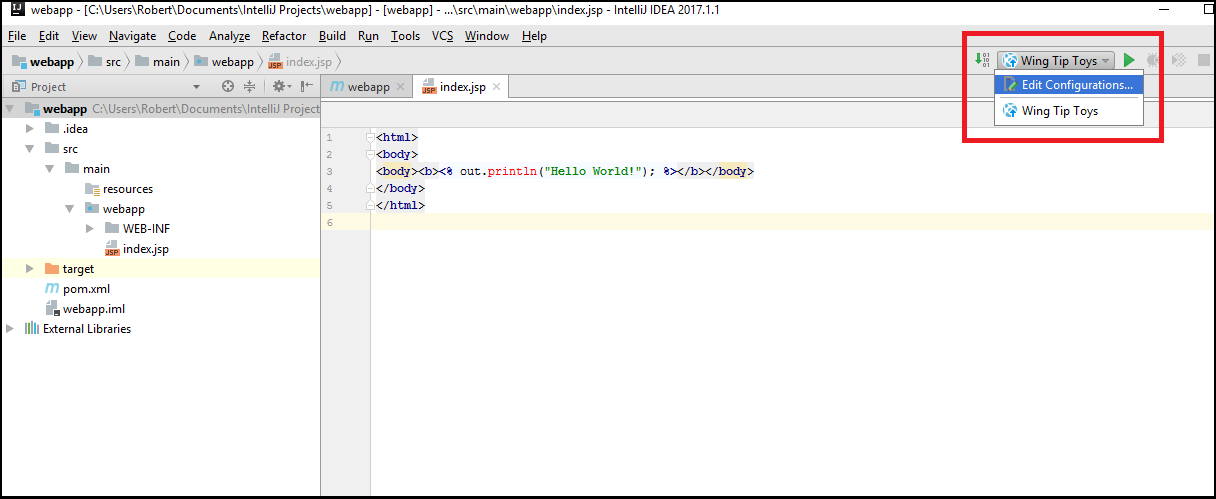 webapp - [C:\Users\Robert\Documents\IntelliJ Projects\webapp] - [webapp] - ...\src\main\webapp\index.jsp - IntelliJ IDEA 2017.1.1
File Edit View Navigate Code Analyze Refactor Build Run Tools VCS Window Help
webapp src main webapp index.jsp Wing Tip Toys
Project
webapp index.jsp
Edit Configurations...
Wing Tip Toys
webapp C:\Users\Robert\Documents\IntelliJ Project
.idea
src
main
resources
webapp
WEB-INF
index.jsp
target
pom.xml
webapp.iml
External Libraries
1 <html>
2 <body>
3 <body><b><% out.println("Hello World!"); %></b></body>
4 </body>
5 </html>
6